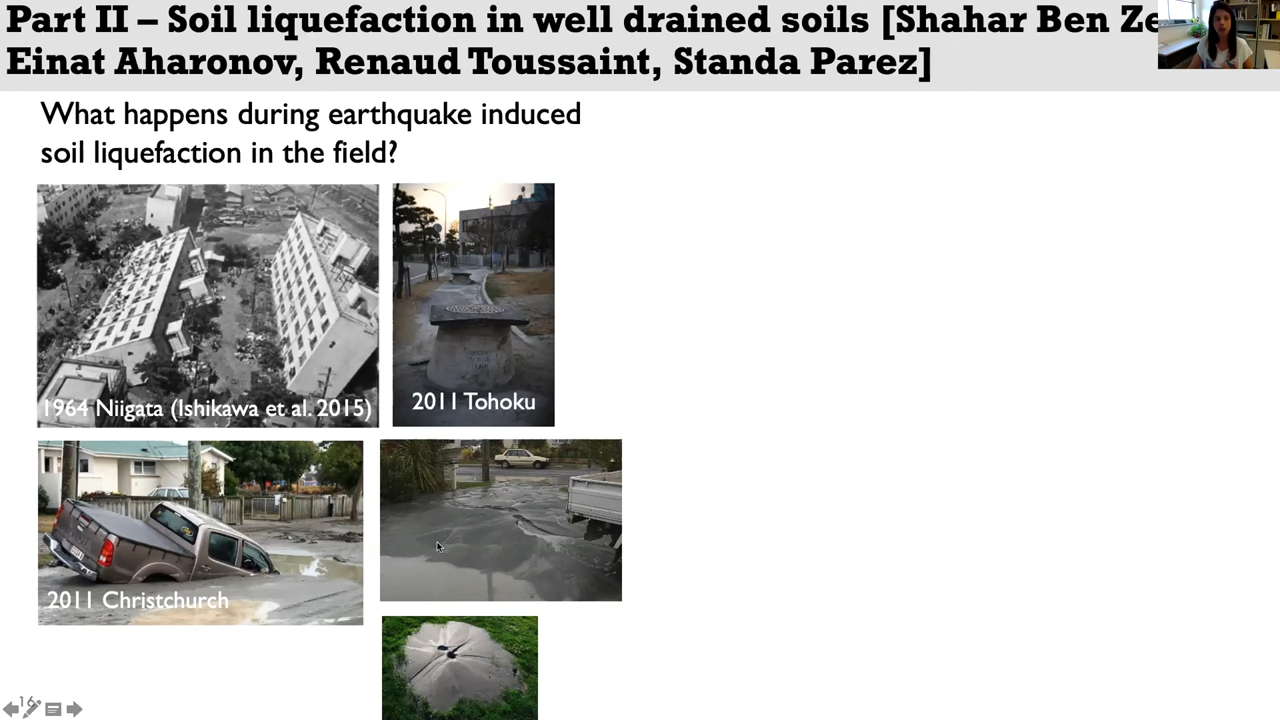 Part II – Soil liquefaction in well drained soils [Shahar Ben Ze
Einat Aharonov, Renaud Toussaint, Standa Parez]
What happens during earthquake induced
soil liquefaction in the field?
1964 Niigata (Ishikawa et al. 2015)
2011 Tohoku
2011 Christchurch
16